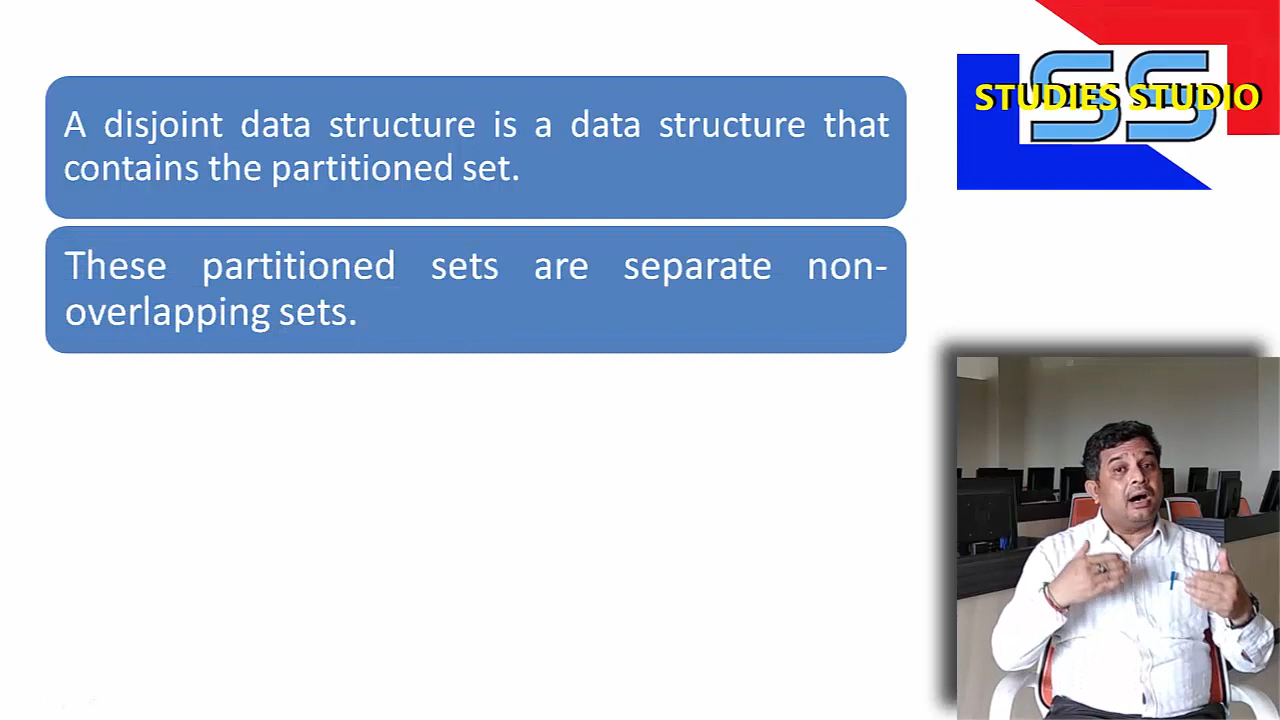 A disjoint data structure is a data structure that
contains the partitioned set.
These partitioned sets are separate non-
overlapping sets.
SS
STUDIES STUDIO